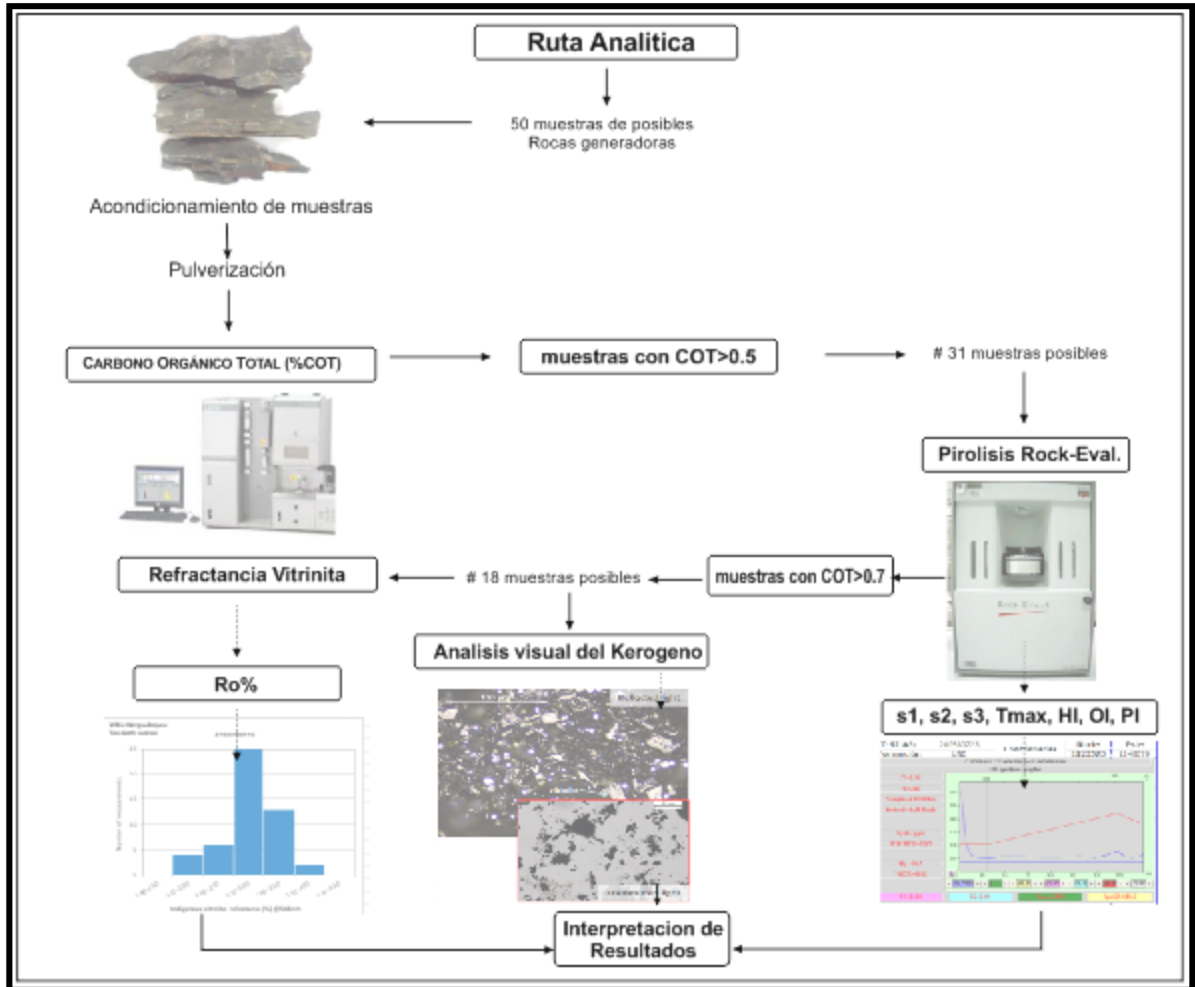 Ruta Analitica
50 muestras de posibles
Rocas generadoras
Acondicionamiento de muestras
Pulverización
CARBONO ORGÁNICO TOTAL (%COT)
muestras con COT>0.5
# 31 muestras posibles
Pirolisis Rock-Eval.
muestras con COT>0.7
# 18 muestras posibles
Refractancia Vitrinita
Analisis visual del Kerogeno
Ro%
s1, s2, s3, Tmax, HI, OI, PI
Interpretacion de
Resultados